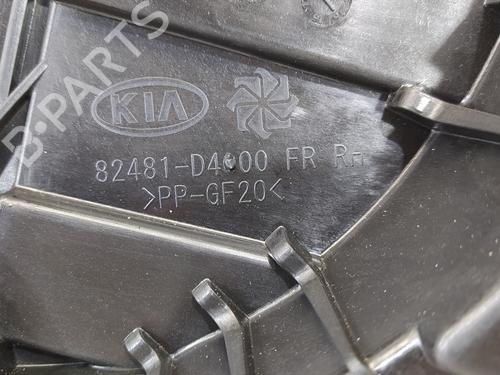 B-PARTS
KIA
82481-D4000 FR RH
>PP-GF20<